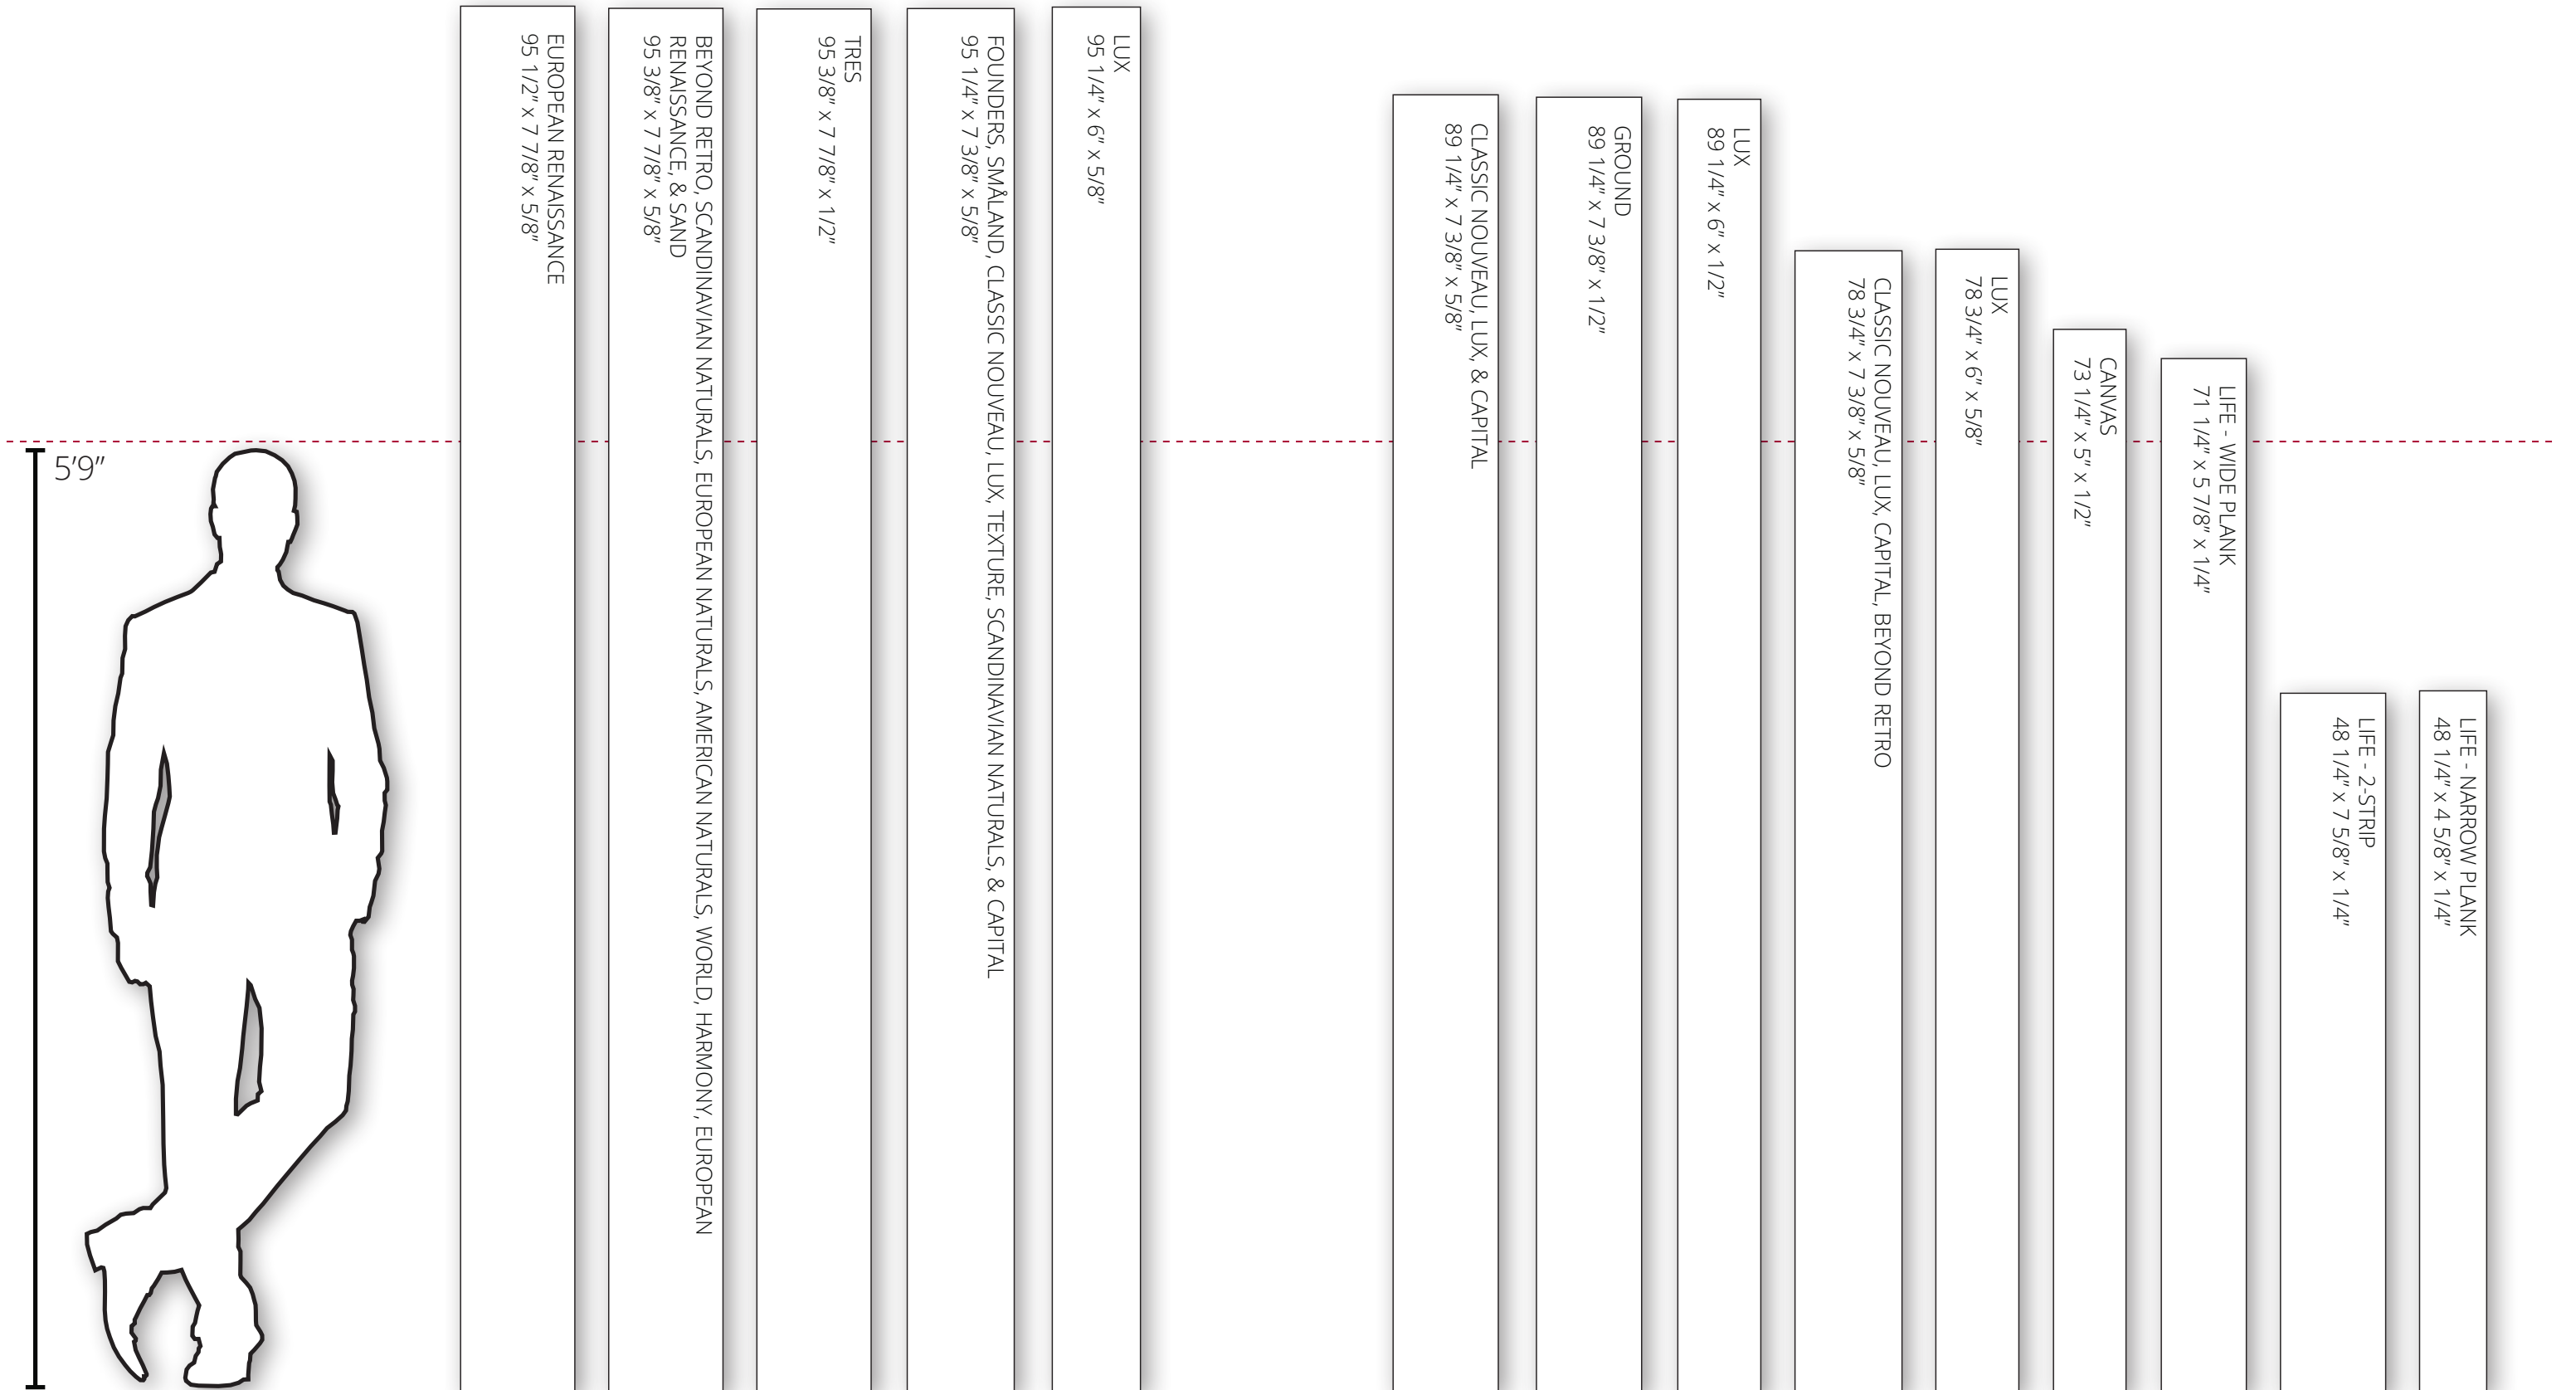 5’9”
EUROPEAN RENAISSANCE
95 1/2” x 7 7/8” x 5/8”
BEYOND RETRO, SCANDINAVIAN NATURALS, EUROPEAN NATURALS, AMERICAN NATURALS, WORLD, HARMONY, EUROPEAN
RENAISSANCE, & SAND
95 3/8” x 7 7/8” x 5/8”
TRES
95 3/8” x 7 7/8” x 1/2”
FOUNDERS, SMÅLAND, CLASSIC NOUVEAU, LUX, TEXTURE, SCANDINAVIAN NATURALS, & CAPITAL
95 1/4” x 7 3/8” x 5/8”
LUX
95 1/4” x 6” x 5/8”
CLASSIC NOUVEAU, LUX, & CAPITAL
89 1/4” x 7 3/8” x 5/8”
GROUND
89 1/4” x 7 3/8” x 1/2”
LUX
89 1/4” x 6” x 1/2”
CLASSIC NOUVEAU, LUX, CAPITAL, BEYOND RETRO
78 3/4” x 7 3/8” x 5/8”
LUX
78 3/4” x 6” x 5/8”
CANVAS
73 1/4” x 5” x 1/2”
LIFE - WIDE PLANK
71 1/4” x 5 7/8” x 1/4”
LIFE - 2-STRIP
48 1/4” x 7 5/8” x 1/4”
LIFE - NARROW PLANK
48 1/4” x 4 5/8” x 1/4”